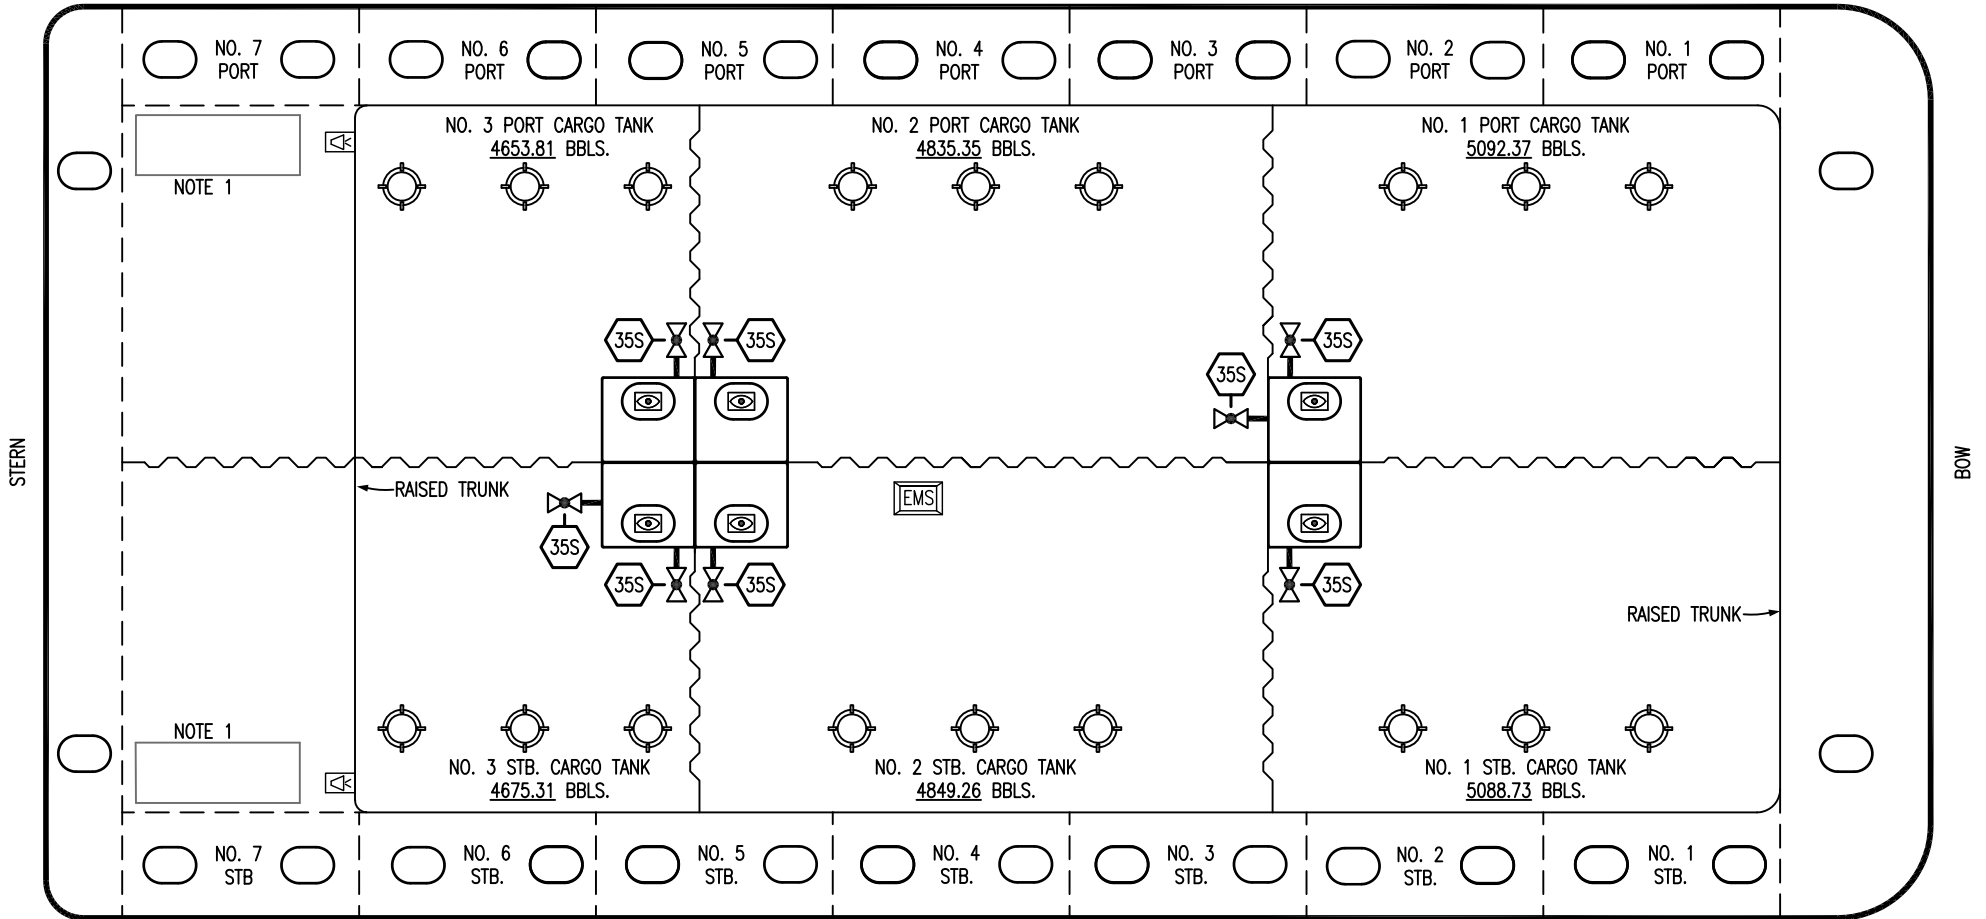 NO. 7
PORT
NO. 6
PORT
NO. 5
PORT
NO. 4
PORT
NO. 3
PORT
NO. 2
PORT
NO. 1
PORT
NO. 3 PORT CARGO TANK
4653.81 BBLS.
NO. 2 PORT CARGO TANK
4835.35 BBLS.
NO. 1 PORT CARGO TANK
5092.37 BBLS.
NOTE 1
35S
35S
35S
35S
STERN
BOW
RAISED TRUNK
EMS
35S
35S
35S
35S
RAISED TRUNK
NOTE 1
NO. 3 STB. CARGO TANK
4675.31 BBLS.
NO. 2 STB. CARGO TANK
4849.26 BBLS.
NO. 1 STB. CARGO TANK
5088.73 BBLS.
NO. 7
STB
NO. 6
STB.
NO. 5
STB.
NO. 4
STB.
NO. 3
STB.
NO. 2
STB.
NO. 1
STB.